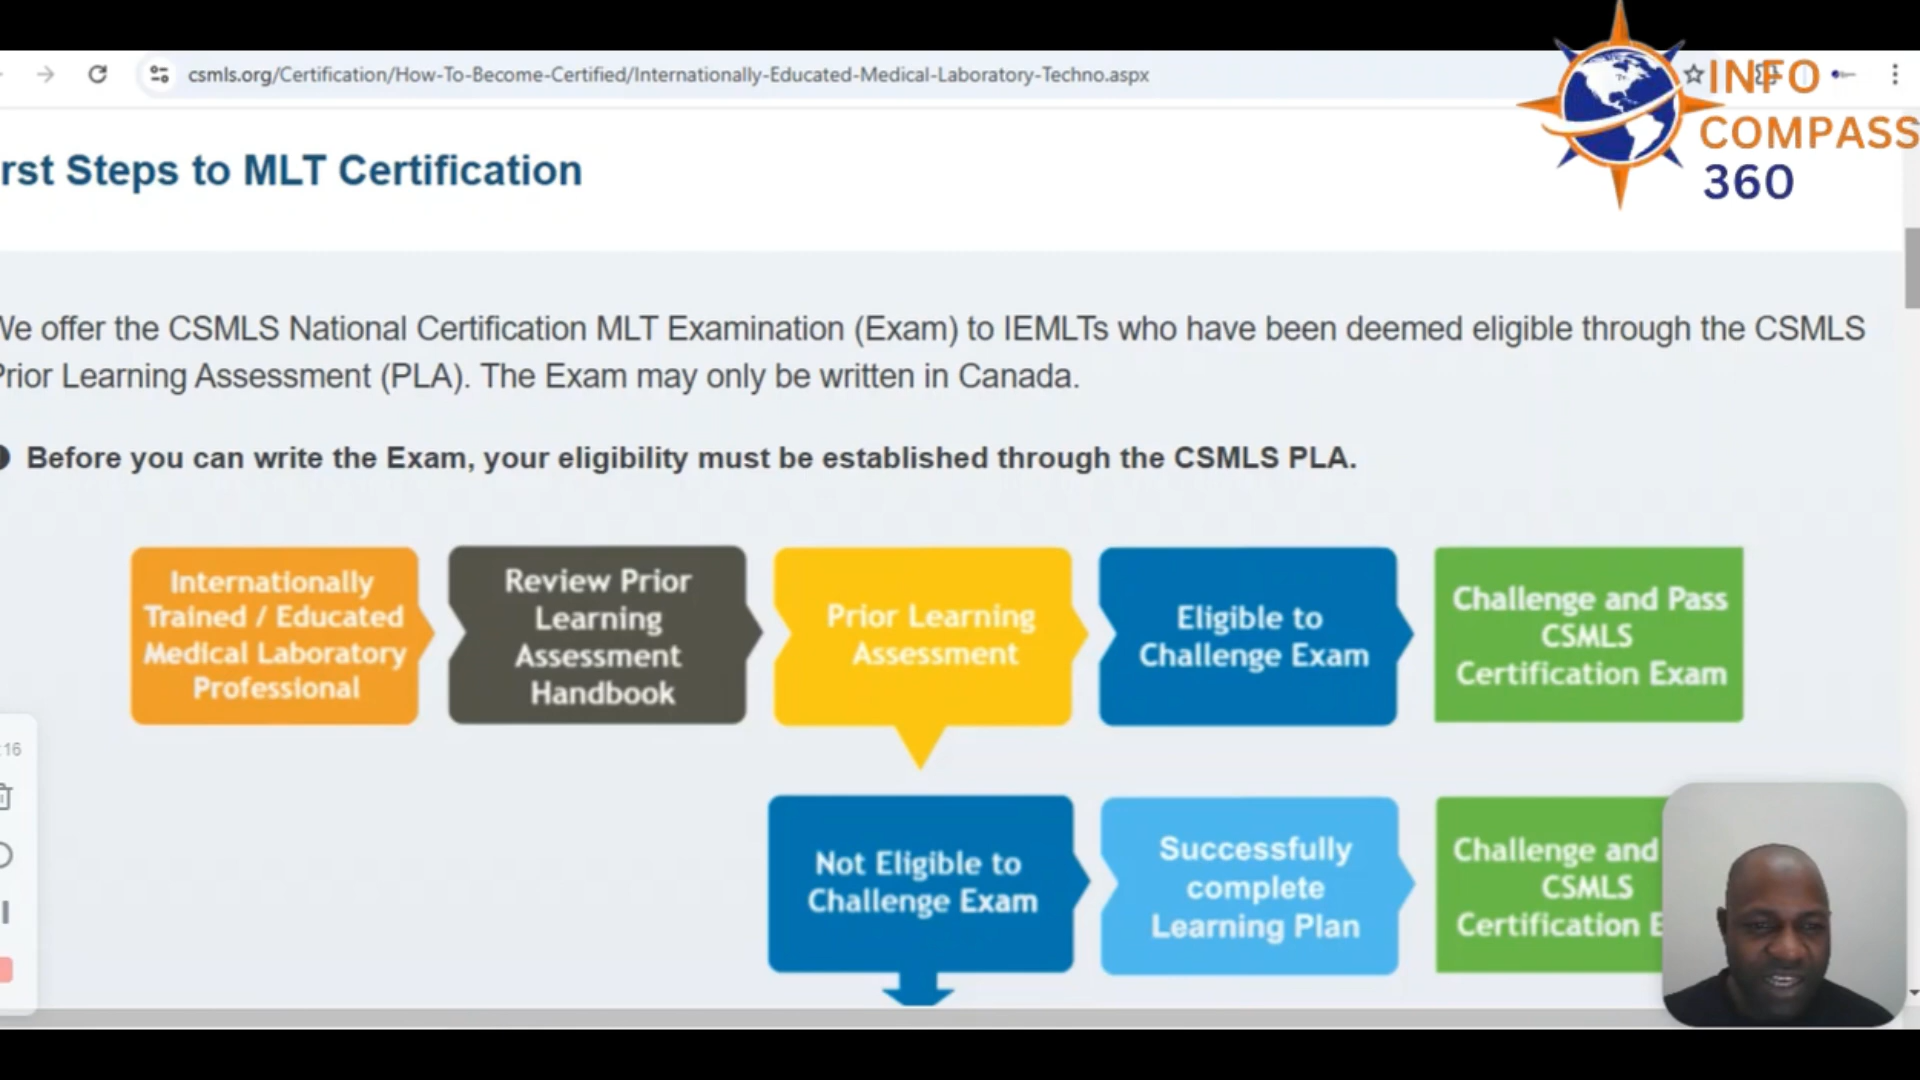 csmls.org/Certification/How-To-Become-Certified/Internationally-Educated-Medical-Laboratory-Techno.aspx
INFO
COMPASS
360
rst Steps to MLT Certification
We offer the CSMLS National Certification MLT Examination (Exam) to IEMLTs who have been deemed eligible through the CSMLS
Prior Learning Assessment (PLA). The Exam may only be written in Canada.
Before you can write the Exam, your eligibility must be established through the CSMLS PLA.
Internationally
Trained / Educated
Medical Laboratory
Professional
Review Prior
Learning
Assessment
Handbook
Prior Learning
Assessment
Eligible to
Challenge Exam
Challenge and Pass
CSMLS
Certification Exam
:16
Not Eligible to
Challenge Exam
Successfully
complete
Learning Plan
Challenge and
CSMLS
Certification E